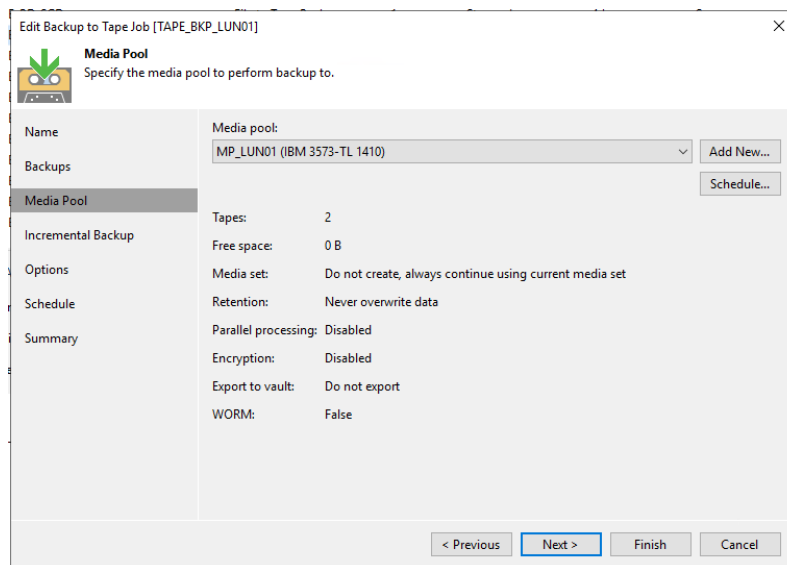 Edit Backup to Tape Job [TAPE_BKP_LUN01]
Media Pool
Specify the media pool to perform backup to.
Name
Backups
Media Pool
Incremental Backup
Options
Schedule
Summary
Media pool:
MP_LUN01 (IBM 3573-TL 1410)
Add New...
Schedule...
Tapes: 2
Free space: 0 B
Media set: Do not create, always continue using current media set
Retention: Never overwrite data
Parallel processing: Disabled
Encryption: Disabled
Export to vault: Do not export
WORM: False
< Previous
Next >
Finish
Cancel